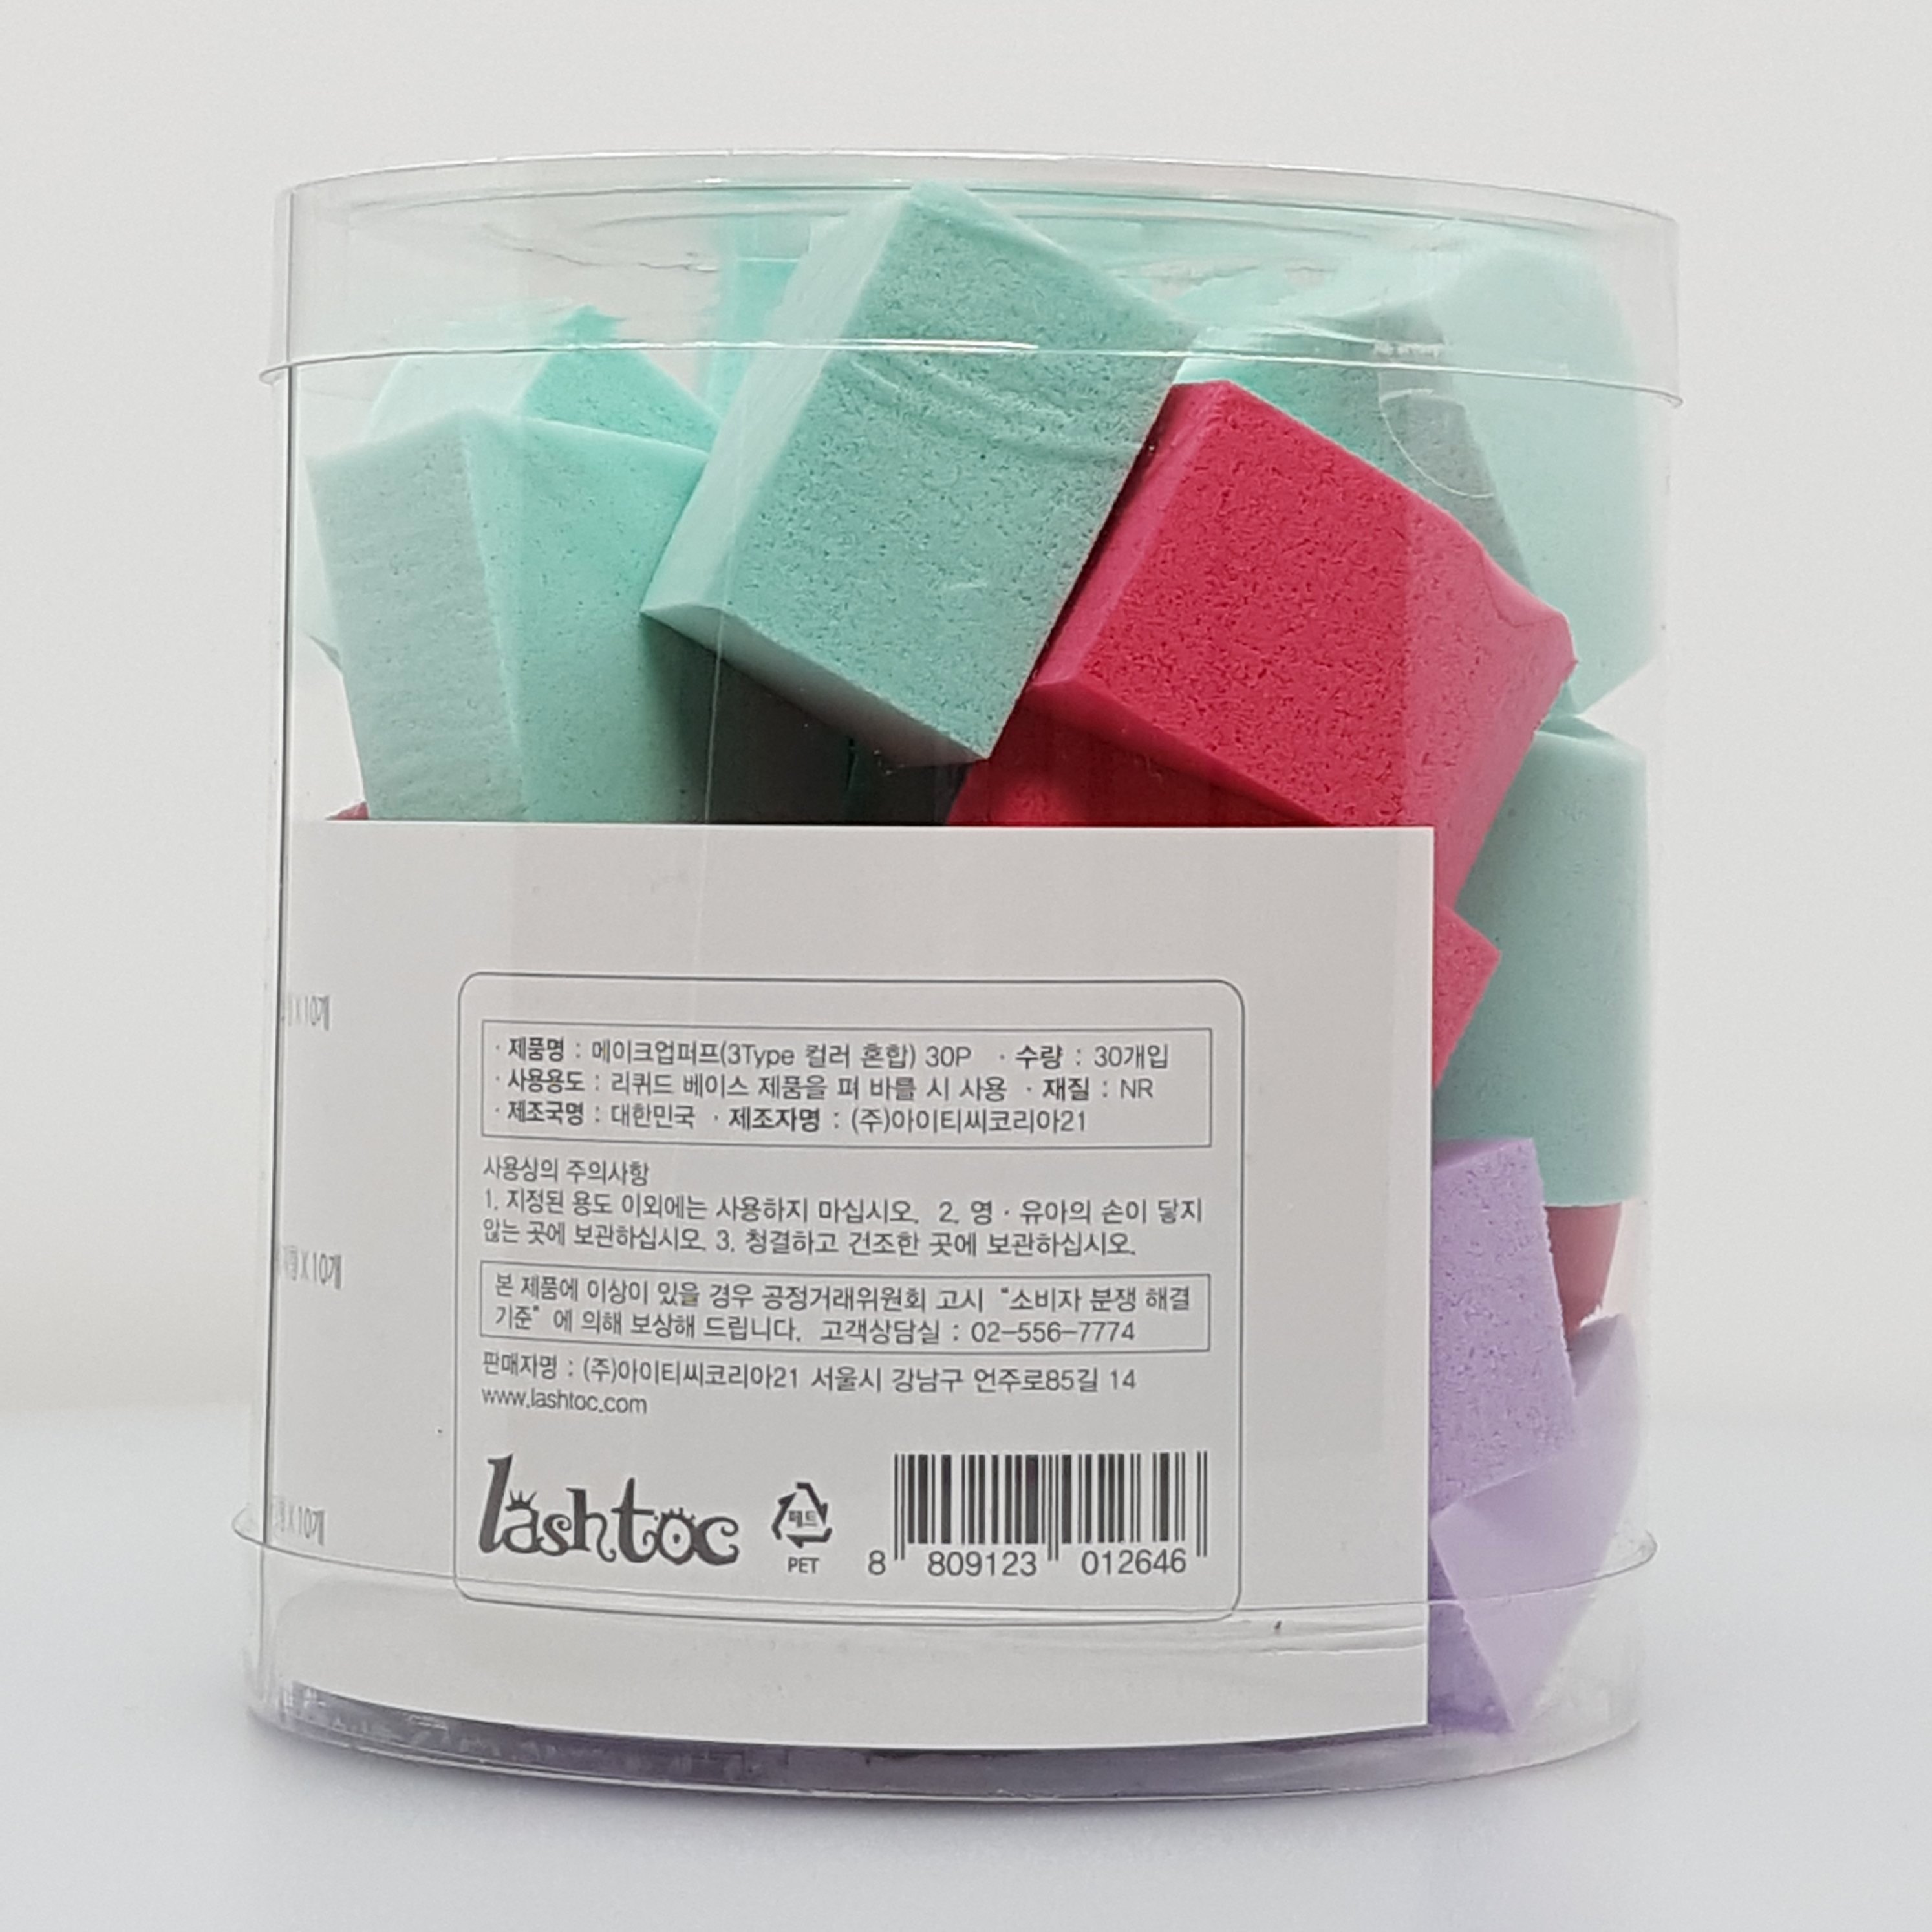 · 제품명 : 메이크업퍼프(3Type 컬러 혼합) 30P · 수량 : 30개입
· 사용용도 : 리퀴드 베이스 제품을 펴 바를 시 사용 · 재질 : NR
· 제조국명 : 대한민국 · 제조자명 : (주)아이티씨코리아21
사용상의 주의사항
1. 지정된 용도 이외에는 사용하지 마십시오. 2. 영 · 유아의 손이 닿지
않는 곳에 보관하십시오. 3. 청결하고 건조한 곳에 보관하십시오.
본 제품에 이상이 있을 경우 공정거래위원회 고시 "소비자 분쟁 해결
기준" 에 의해 보상해 드립니다. 고객상담실 : 02-556-7774
판매자명 : (주)아이티씨코리아21 서울시 강남구 언주로85길 14
www.lashtoc.com
lashtoc
페트
PET
8 809123 012646
X 10개
X 10개
X 10개